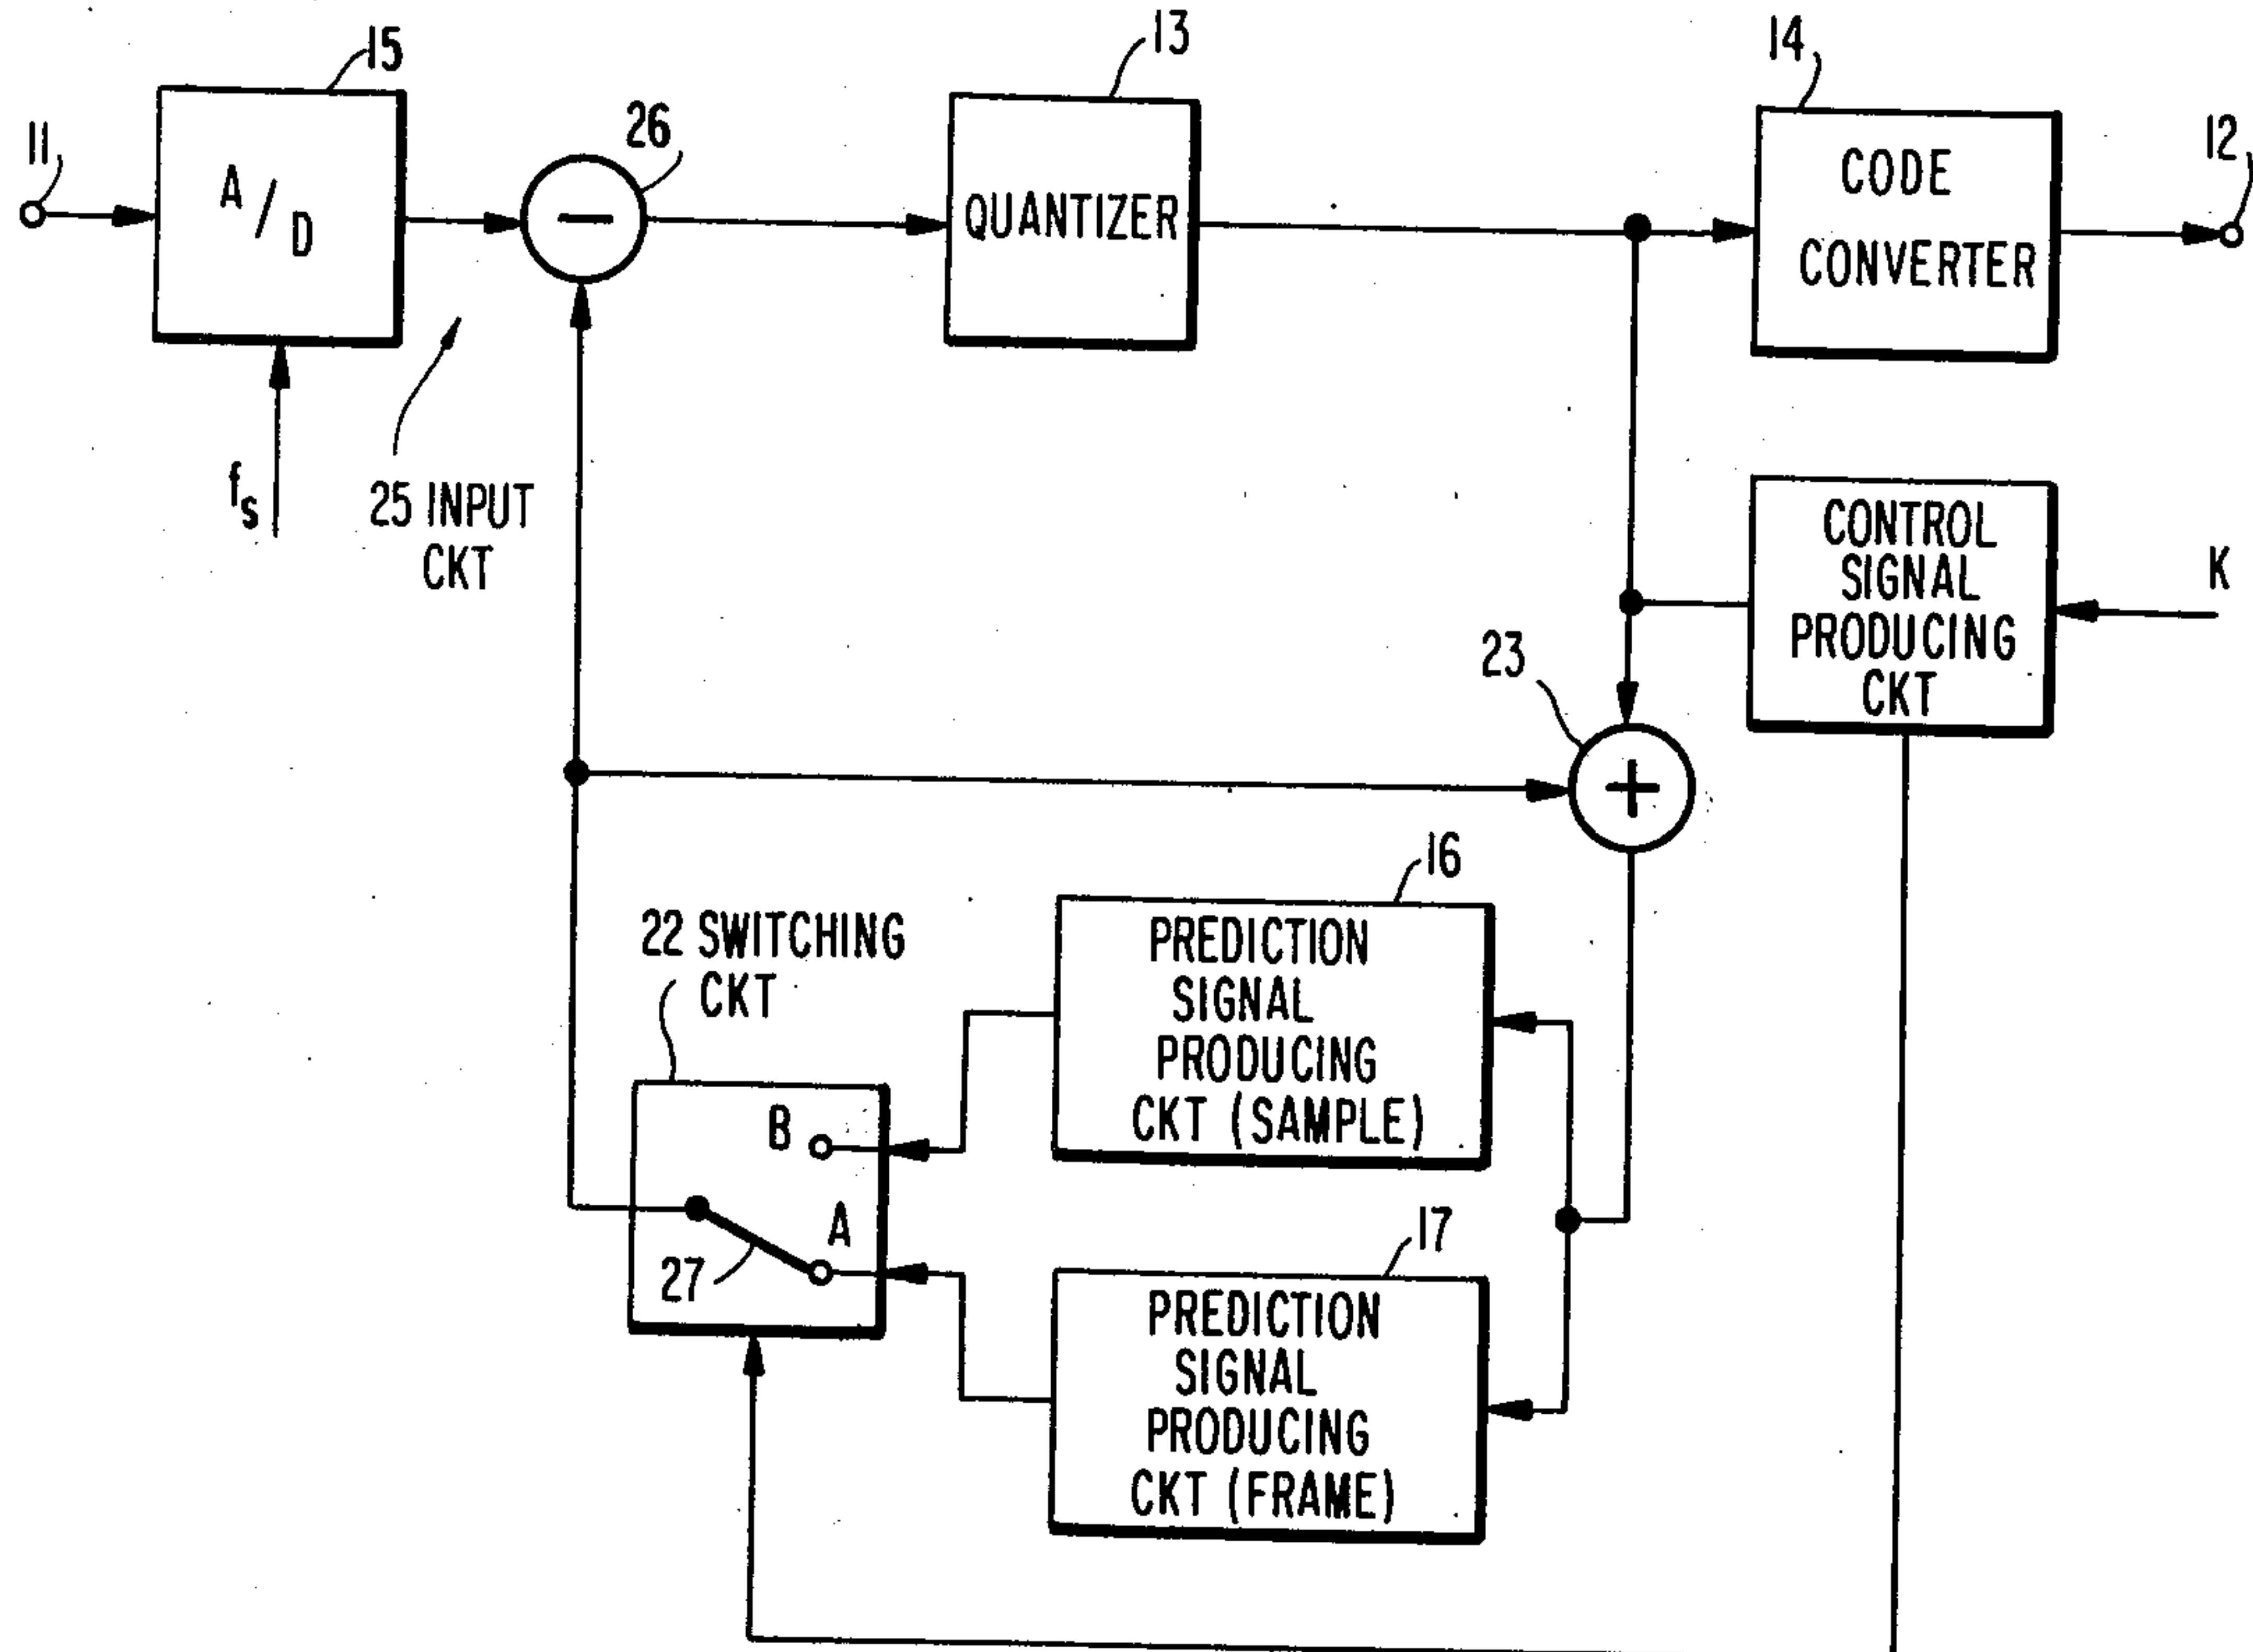 15
13
14
11
A/D
26
QUANTIZER
CODE
CONVERTER
12
fs
25 INPUT
CKT
CONTROL
SIGNAL
PRODUCING
CKT
K
23
16
22 SWITCHING
CKT
PREDICTION
SIGNAL
PRODUCING
CKT (SAMPLE)
B
A
27
17
PREDICTION
SIGNAL
PRODUCING
CKT (FRAME)